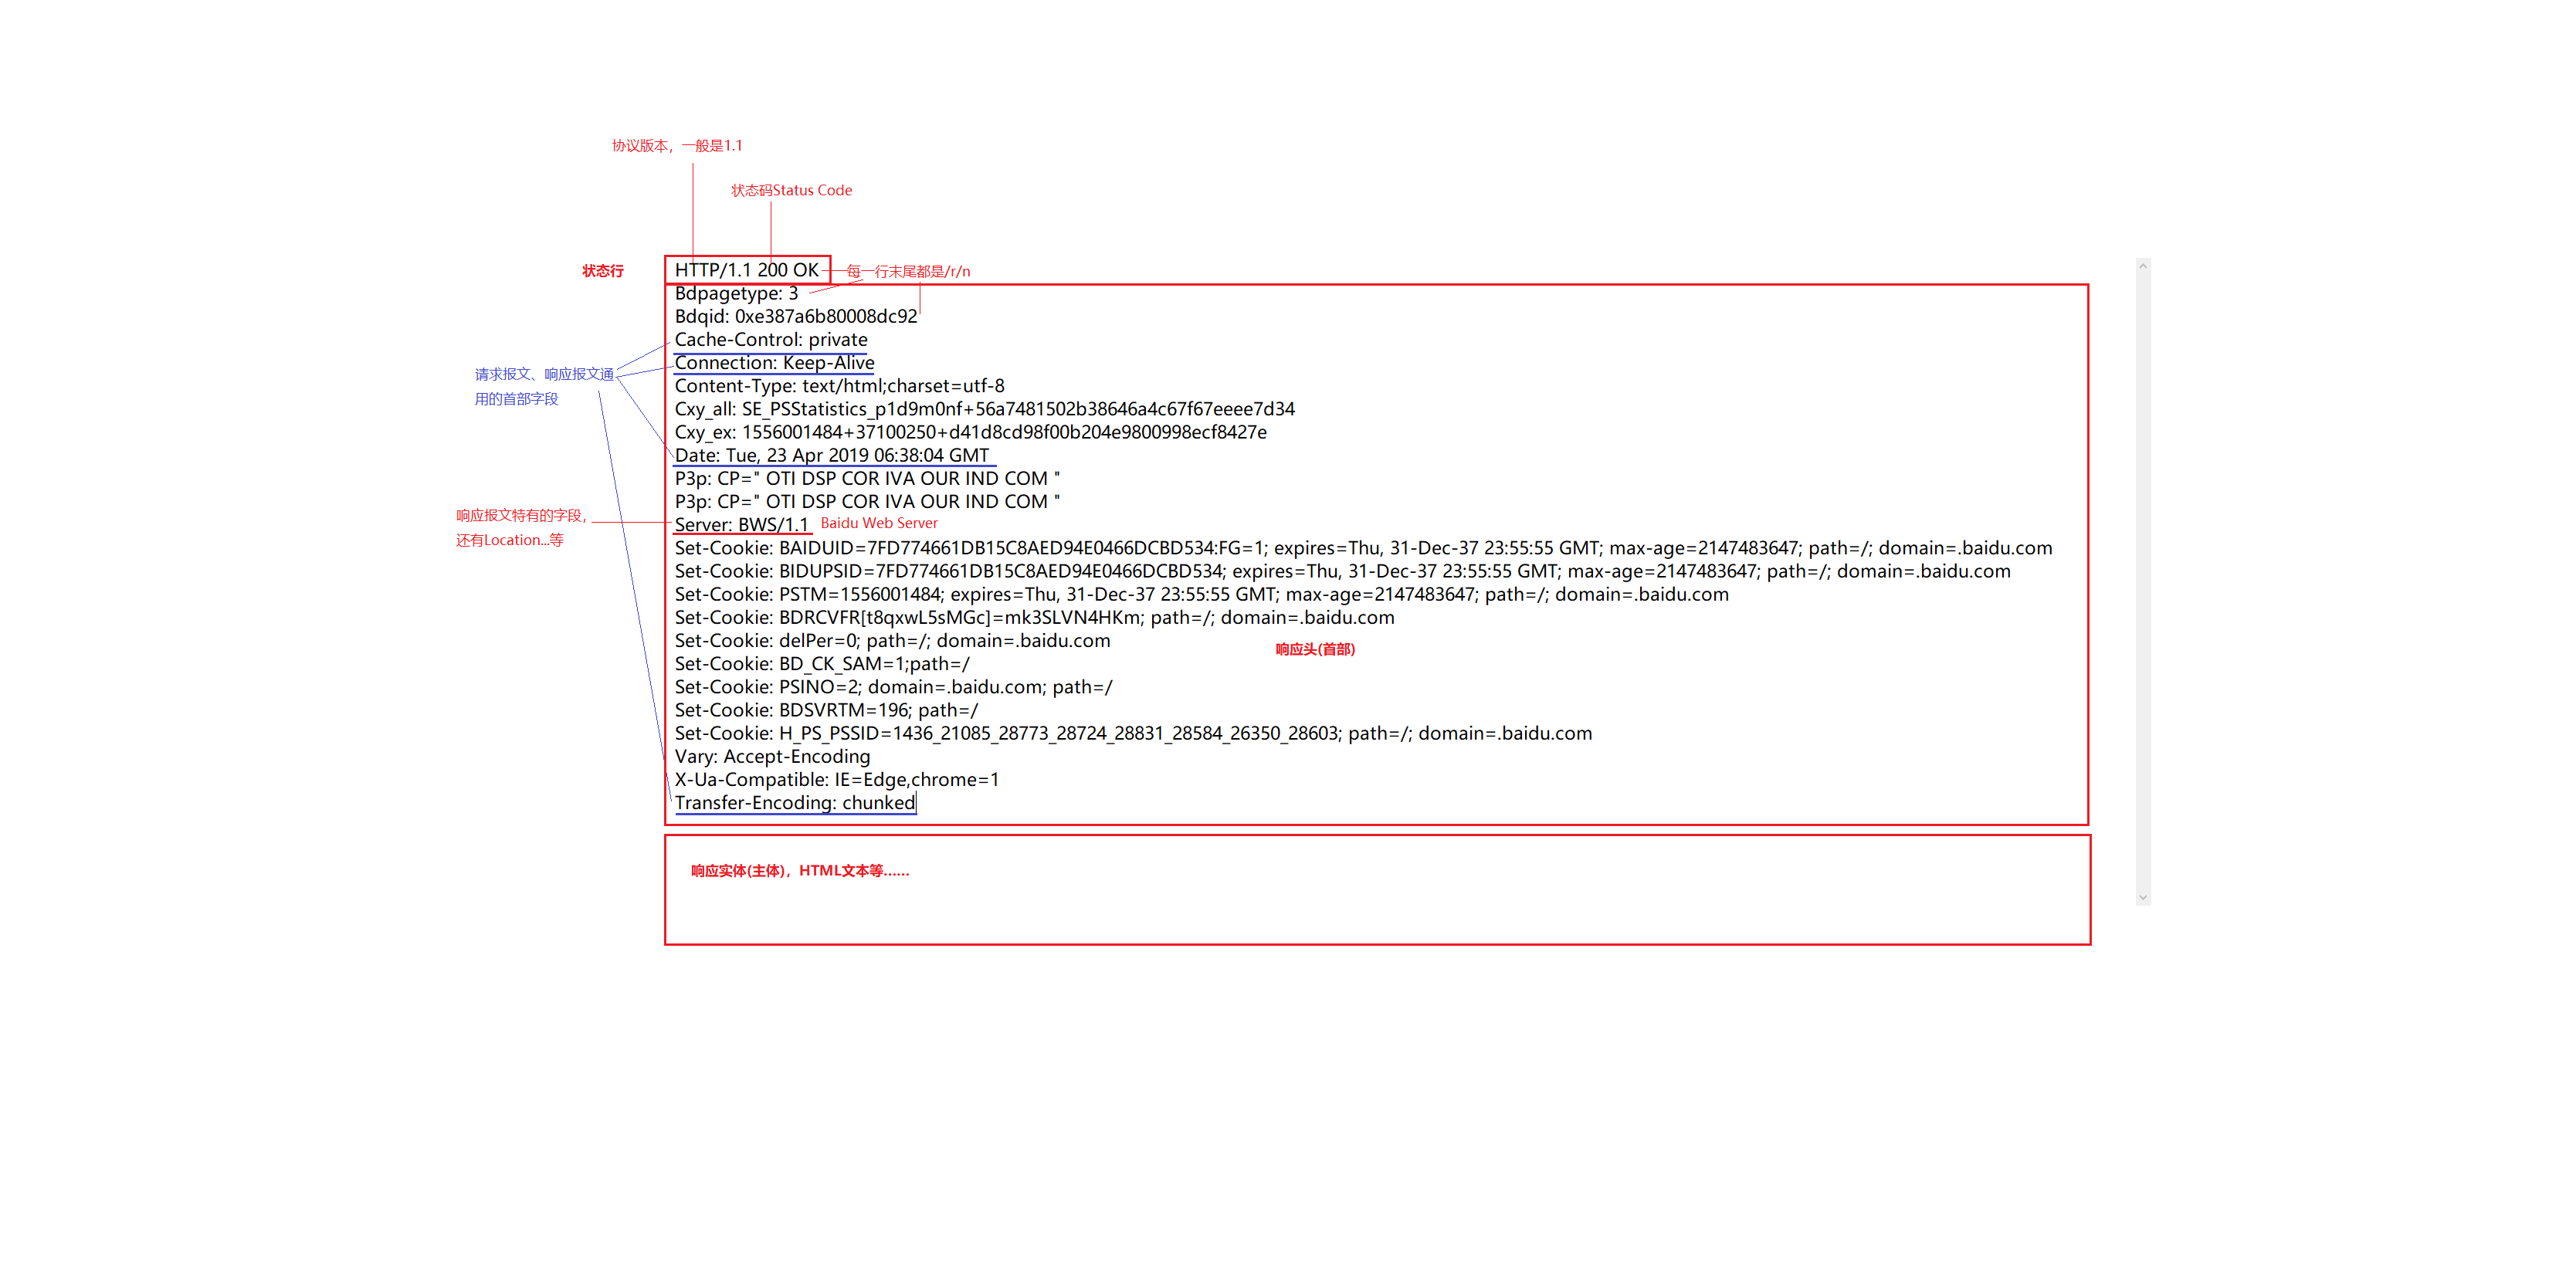 协议版本，一般是1.1
状态码Status Code
状态行
HTTP/1.1 200 OK
每一行末尾都是/r/n
Bdpagetype: 3
Bdqid: 0xe387a6b80008dc92
Cache-Control: private
Connection: Keep-Alive
请求报文、响应报文通
用的首部字段
Content-Type: text/html;charset=utf-8
Cxy_all: SE_PSStatistics_p1d9m0nf+56a7481502b38646a4c67f67eeee7d34
Cxy_ex: 1556001484+37100250+d41d8cd98f00b204e9800998ecf8427e
Date: Tue, 23 Apr 2019 06:38:04 GMT
P3p: CP=" OTI DSP COR IVA OUR IND COM "
P3p: CP=" OTI DSP COR IVA OUR IND COM "
响应报文特有的字段，
还有Location...等
Server: BWS/1.1
Baidu Web Server
Set-Cookie: BAIDUID=7FD774661DB15C8AED94E0466DCBD534:FG=1; expires=Thu, 31-Dec-37 23:55:55 GMT; max-age=2147483647; path=/; domain=.baidu.com
Set-Cookie: BIDUPSID=7FD774661DB15C8AED94E0466DCBD534; expires=Thu, 31-Dec-37 23:55:55 GMT; max-age=2147483647; path=/; domain=.baidu.com
Set-Cookie: PSTM=1556001484; expires=Thu, 31-Dec-37 23:55:55 GMT; max-age=2147483647; path=/; domain=.baidu.com
Set-Cookie: BDRCVFR[t8qxwL5sMGc]=mk3SLVN4HKm; path=/; domain=.baidu.com
Set-Cookie: delPer=0; path=/; domain=.baidu.com
响应头(首部)
Set-Cookie: BD_CK_SAM=1;path=/
Set-Cookie: PSINO=2; domain=.baidu.com; path=/
Set-Cookie: BDSVRTM=196; path=/
Set-Cookie: H_PS_PSSID=1436_21085_28773_28724_28831_28584_26350_28603; path=/; domain=.baidu.com
Vary: Accept-Encoding
X-Ua-Compatible: IE=Edge,chrome=1
Transfer-Encoding: chunked
响应实体(主体)，HTML文本等......